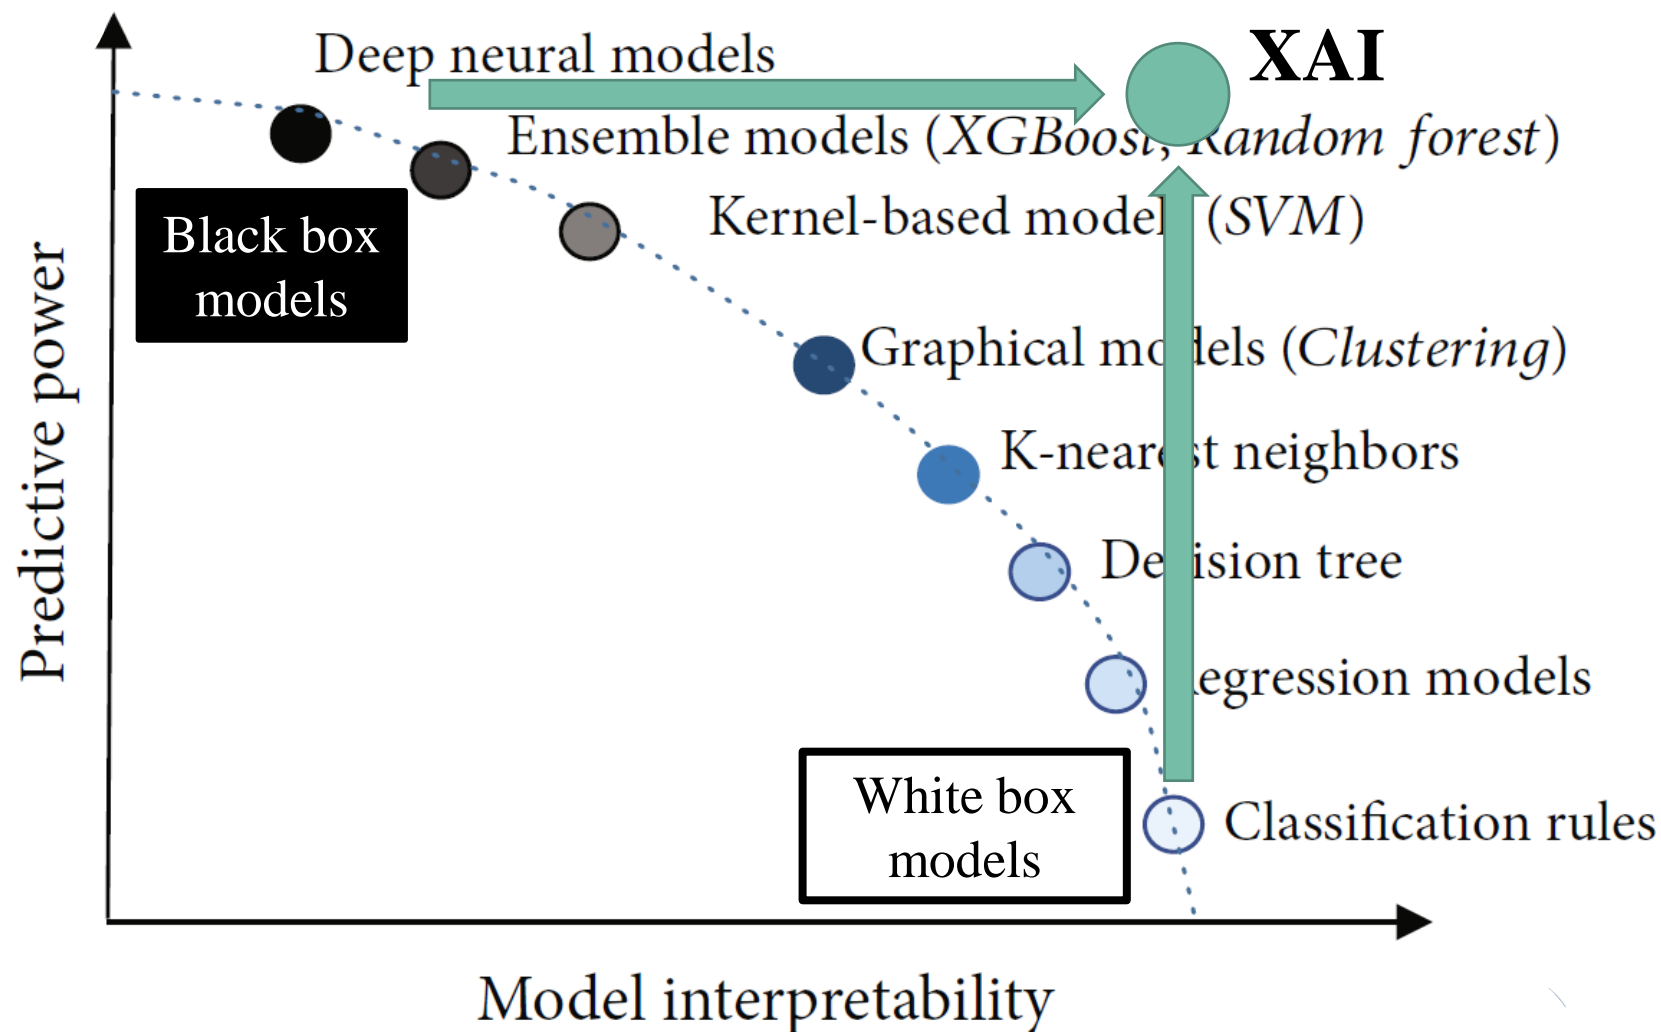 Deep neural models
XAI
Ensemble models (XGBoost, Random forest)
Kernel-based models (SVM)
Black box
models
Graphical models (Clustering)
K-nearest neighbors
Decision tree
Regression models
White box
models
Classification rules
Predictive power
Model interpretability